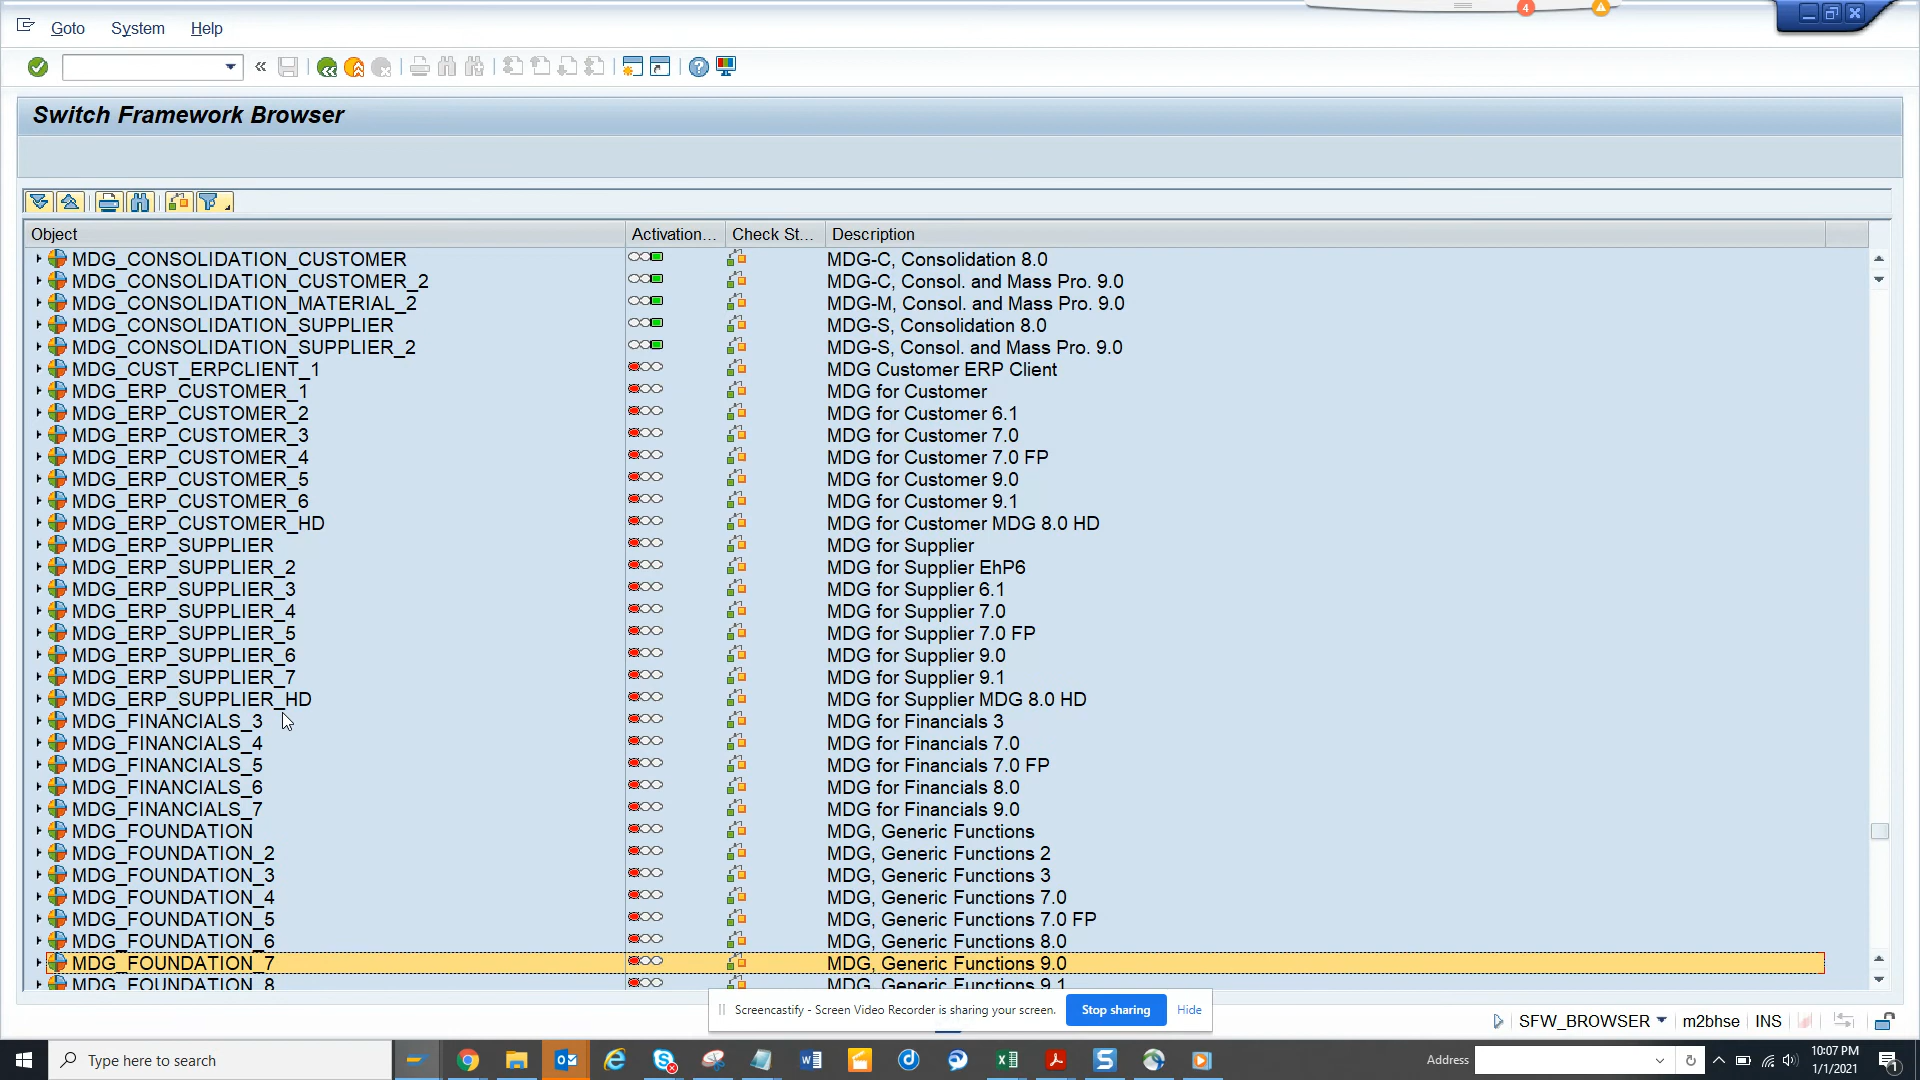 4
Goto System Help
Switch Framework Browser
Object Activation... Check St... Description
MDG_CONSOLIDATION_CUSTOMER MDG-C, Consolidation 8.0
MDG_CONSOLIDATION_CUSTOMER_2 MDG-C, Consol. and Mass Pro. 9.0
MDG_CONSOLIDATION_MATERIAL_2 MDG-M, Consol. and Mass Pro. 9.0
MDG_CONSOLIDATION_SUPPLIER MDG-S, Consolidation 8.0
MDG_CONSOLIDATION_SUPPLIER_2 MDG-S, Consol. and Mass Pro. 9.0
MDG_CUST_ERPCLIENT_1 MDG Customer ERP Client
MDG_ERP_CUSTOMER_1 MDG for Customer
MDG_ERP_CUSTOMER_2 MDG for Customer 6.1
MDG_ERP_CUSTOMER_3 MDG for Customer 7.0
MDG_ERP_CUSTOMER_4 MDG for Customer 7.0 FP
MDG_ERP_CUSTOMER_5 MDG for Customer 9.0
MDG_ERP_CUSTOMER_6 MDG for Customer 9.1
MDG_ERP_CUSTOMER_HD MDG for Customer MDG 8.0 HD
MDG_ERP_SUPPLIER MDG for Supplier
MDG_ERP_SUPPLIER_2 MDG for Supplier EhP6
MDG_ERP_SUPPLIER_3 MDG for Supplier 6.1
MDG_ERP_SUPPLIER_4 MDG for Supplier 7.0
MDG_ERP_SUPPLIER_5 MDG for Supplier 7.0 FP
MDG_ERP_SUPPLIER_6 MDG for Supplier 9.0
MDG_ERP_SUPPLIER_7 MDG for Supplier 9.1
MDG_ERP_SUPPLIER_HD MDG for Supplier MDG 8.0 HD
MDG_FINANCIALS_3 MDG for Financials 3
MDG_FINANCIALS_4 MDG for Financials 7.0
MDG_FINANCIALS_5 MDG for Financials 7.0 FP
MDG_FINANCIALS_6 MDG for Financials 8.0
MDG_FINANCIALS_7 MDG for Financials 9.0
MDG_FOUNDATION MDG, Generic Functions
MDG_FOUNDATION_2 MDG, Generic Functions 2
MDG_FOUNDATION_3 MDG, Generic Functions 3
MDG_FOUNDATION_4 MDG, Generic Functions 7.0
MDG_FOUNDATION_5 MDG, Generic Functions 7.0 FP
MDG_FOUNDATION_6 MDG, Generic Functions 8.0
MDG_FOUNDATION_7 MDG, Generic Functions 9.0
MDG_FOUNDATION_8 MDG, Generic Functions 9.1
Screencastify - Screen Video Recorder is sharing your screen. Stop sharing Hide
SFW_BROWSER m2bhse INS
Type here to search Address 10:07 PM
1/1/2021 1